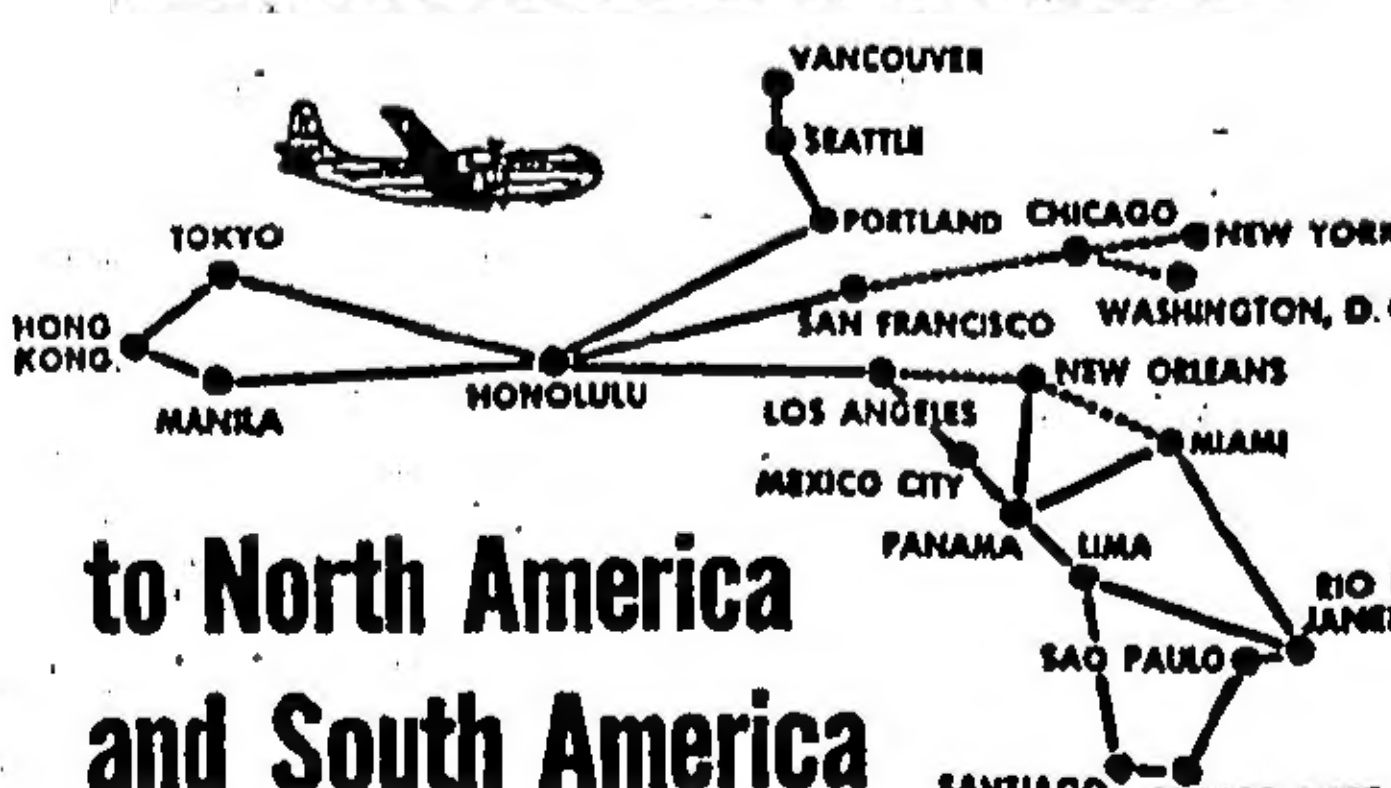 VANCOUVER
SEATTLE
PORTLAND
CHICAGO
NEW YORK
TOKYO
SAN FRANCISCO
WASHINGTON, D.
HONG
KONG
HONOLULU
NEW ORLEANS
MANILA
LOS ANGELES
MIAMI
MEXICO CITY
PANAMA
LIMA
to North America
RIO
SAO PAULO
and South America
SANTIAGO